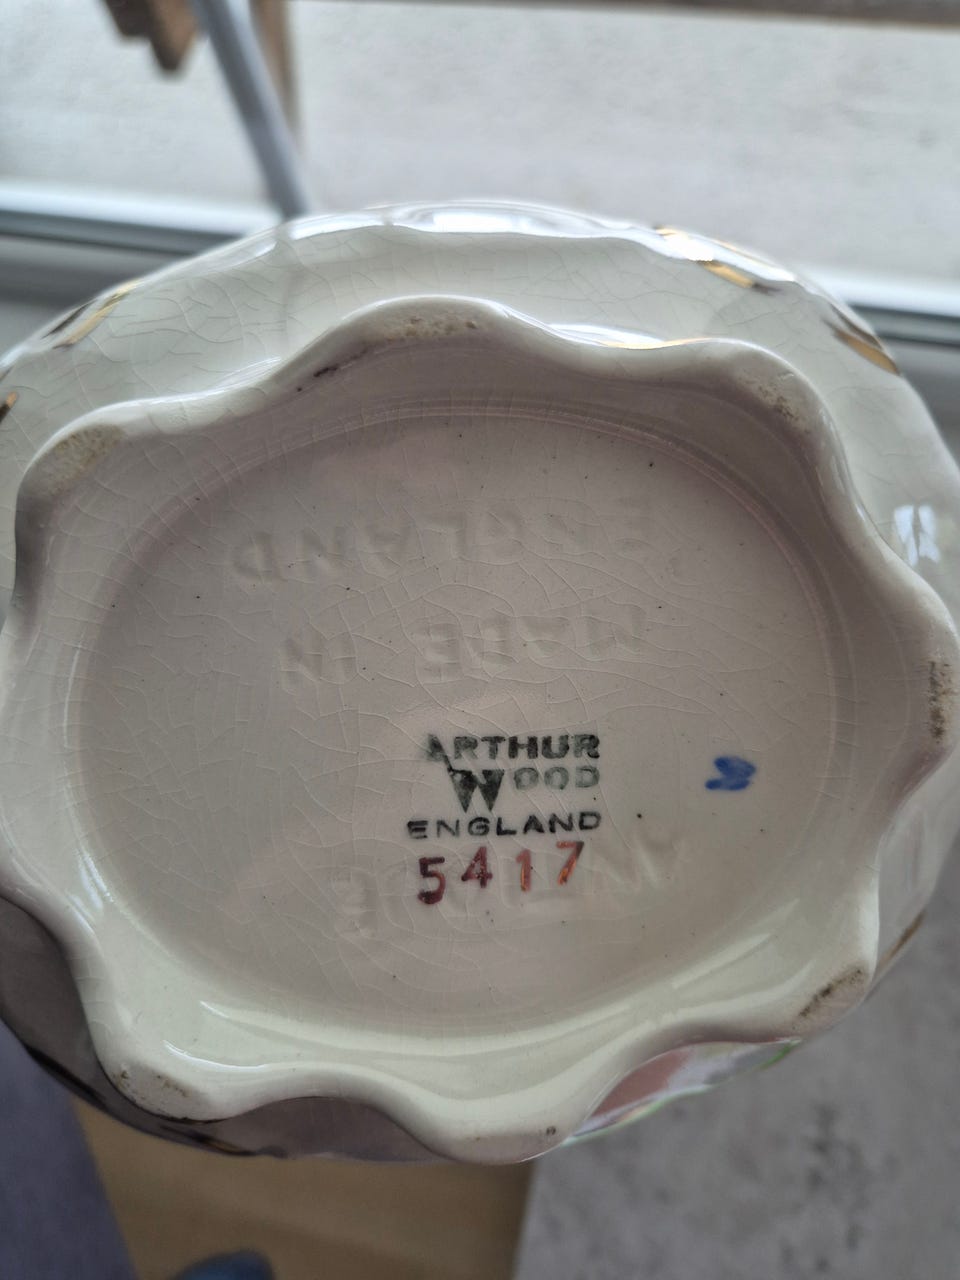 ENGLAND
MADE IN
ARTHUR
WOOD
ENGLAND
5417